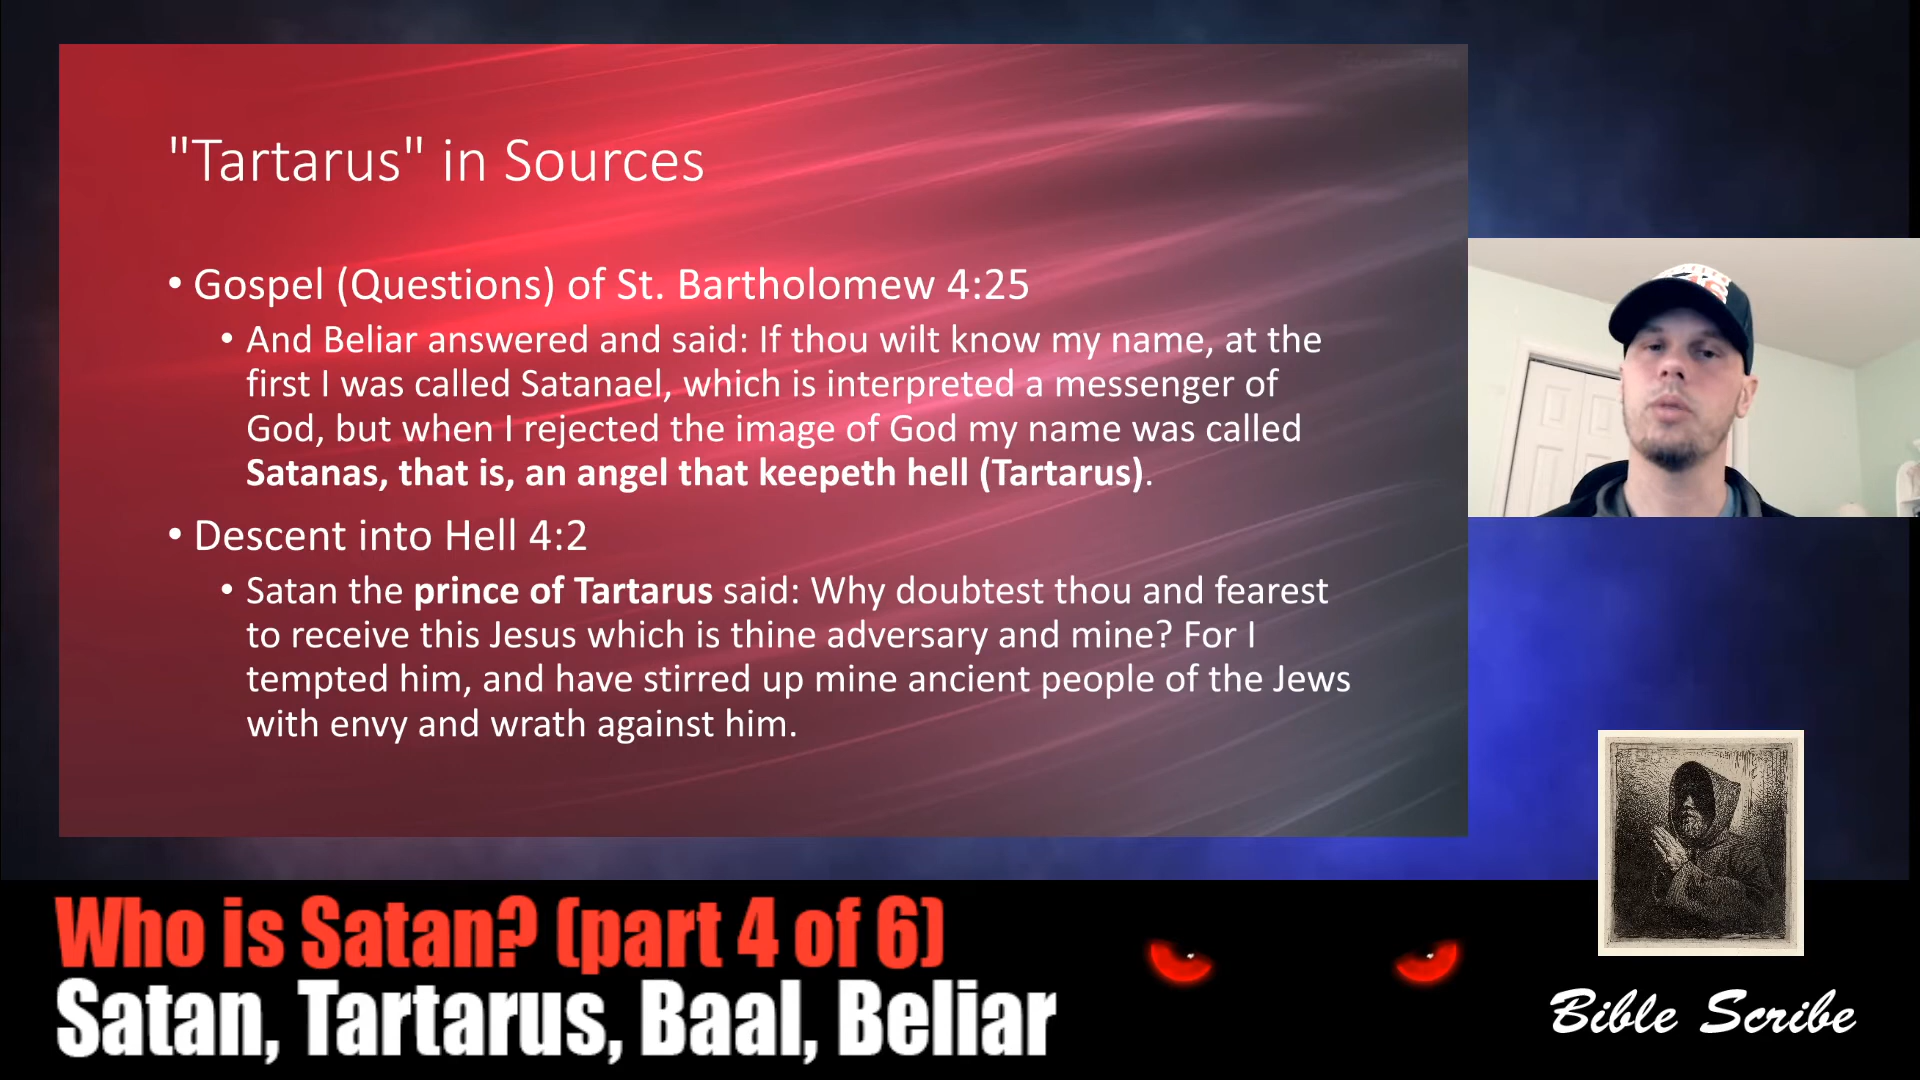 "Tartarus" in Sources
• Gospel (Questions) of St. Bartholomew 4:25
• And Beliar answered and said: If thou wilt know my name, at the
first I was called Satanael, which is interpreted a messenger of
God, but when I rejected the image of God my name was called
Satanas, that is, an angel that keepeth hell (Tartarus).
• Descent into Hell 4:2
• Satan the prince of Tartarus said: Why doubtest thou and fearest
to receive this Jesus which is thine adversary and mine? For I
tempted him, and have stirred up mine ancient people of the Jews
with envy and wrath against him.
Who is Satan? (part 4 of 6)
Satan, Tartarus, Baal, Beliar
Bible Scribe